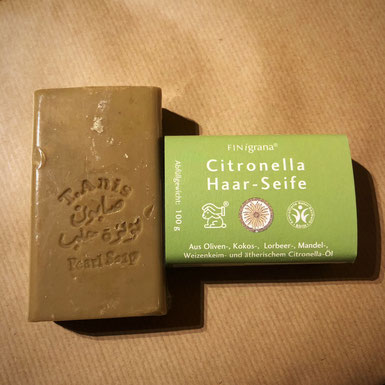 T.Anis
صابون
Pearl Soap
FINigrana®
Citronella
Haar-Seife
Abfüllgewicht: 100 g
Aus Oliven-, Kokos-, Lorbeer-, Mandel-,
Weizenkeim- und ätherischem Citronella-Öl